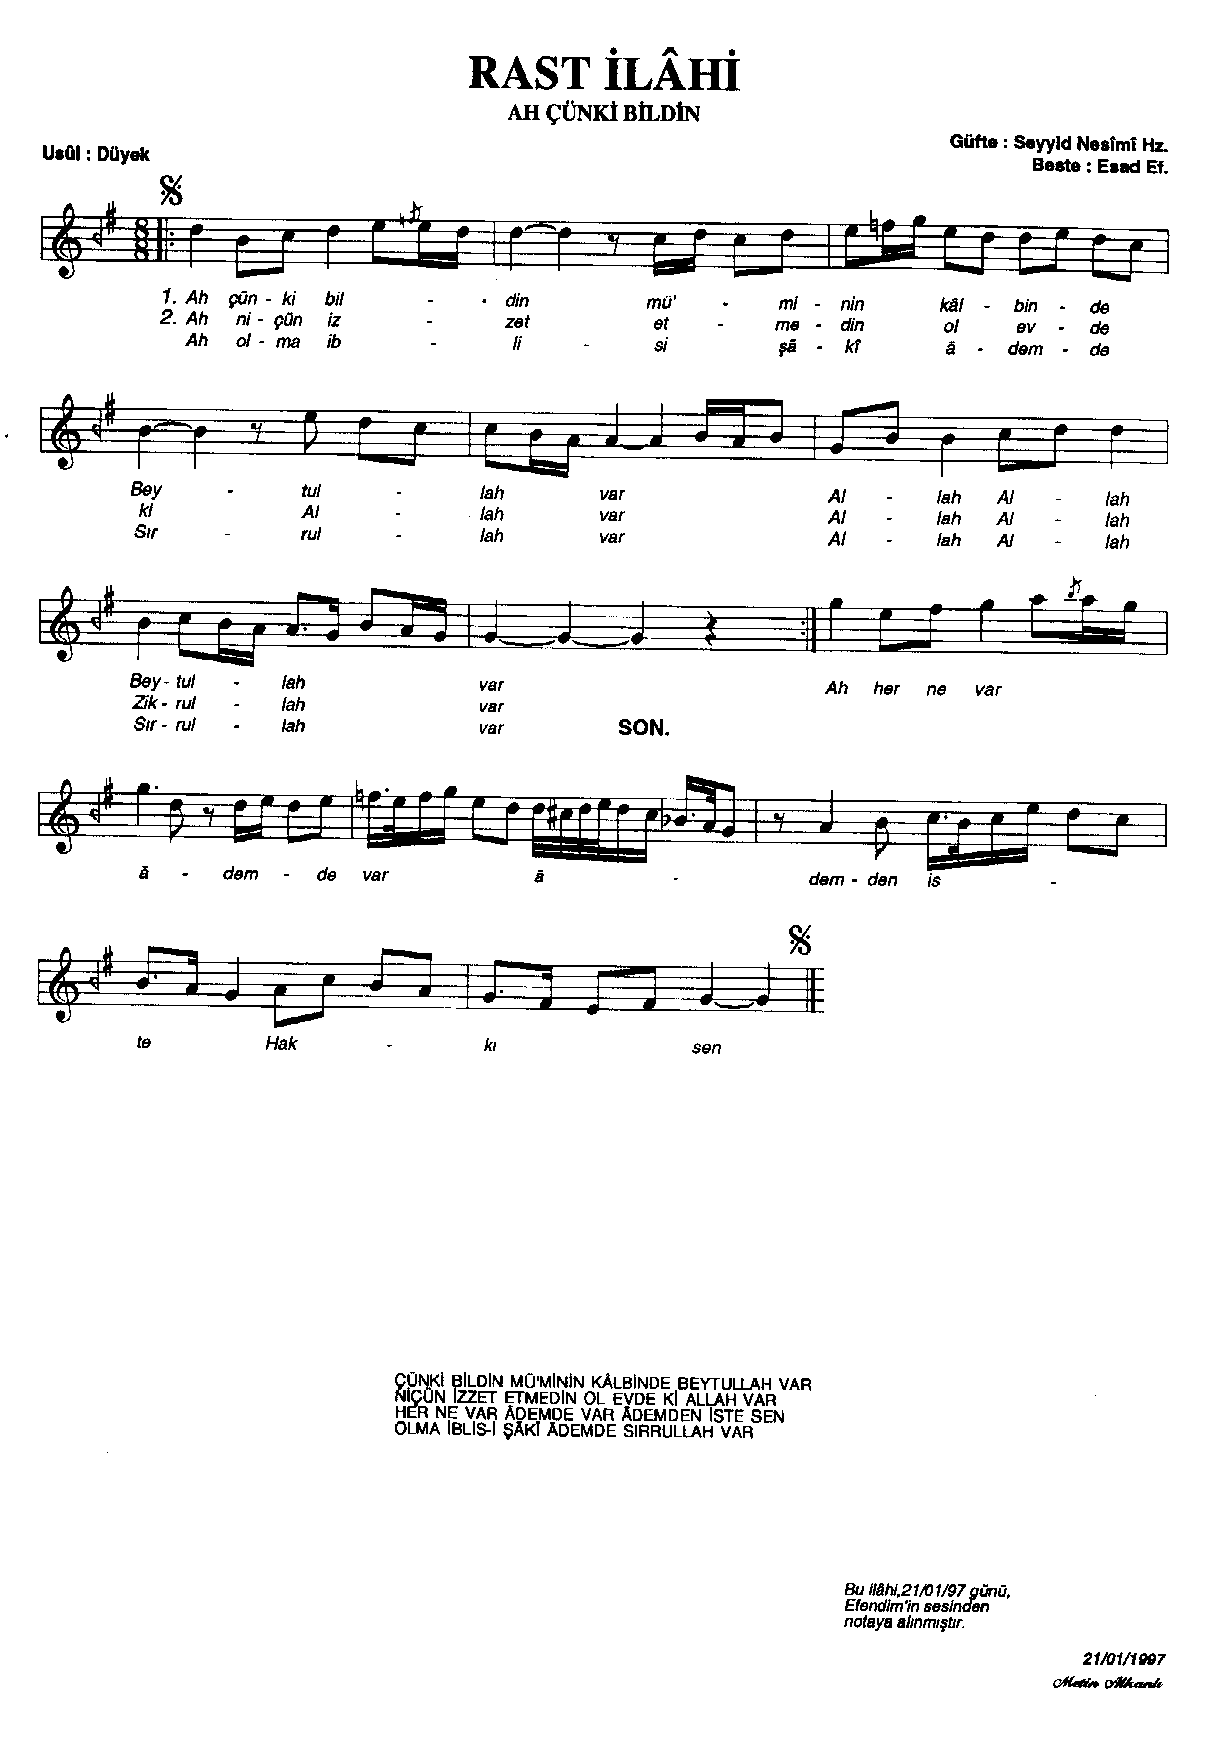 RAST İLÂHİ
AH ÇÜNKİ BİLDİN
Usûl : Düyek
Güfte : Seyyid Nesîmî Hz.
Beste : Esad Ef.
8
8
8
1. Ah çün - ki bil - - din mü' - mi - nin kâl - bin - de
2. Ah ni - çün iz - zet et - me - din ol ev - de
Ah ol - ma ib - li - si şâ - kî â - dem - de
Bey - tul - lah var Al - lah Al - lah
ki Al - lah var Al - lah Al - lah
Sır - rul - lah var Al - lah Al - lah
Bey - tul - lah var Ah her ne var
Zik - rul - lah var
Sır - rul - lah var SON.
â - dem - de var â - dem - den is -
te Hak - kı sen
ÇÜNKİ BİLDİN MÜ'MİNİN KÂLBİNDE BEYTULLAH VAR
NİÇÜN İZZET ETMEDİN OL EVDE Kİ ALLAH VAR
HER NE VAR ÂDEMDE VAR ÂDEMDEN İSTE SEN
OLMA İBLİS-İ ŞÂKÎ ÂDEMDE SIRRULLAH VAR
Bu ilâhi,21/01/97 günü,
Efendim'in sesinden
notaya alınmıştır.
21/01/1997
Metin Alkanlı